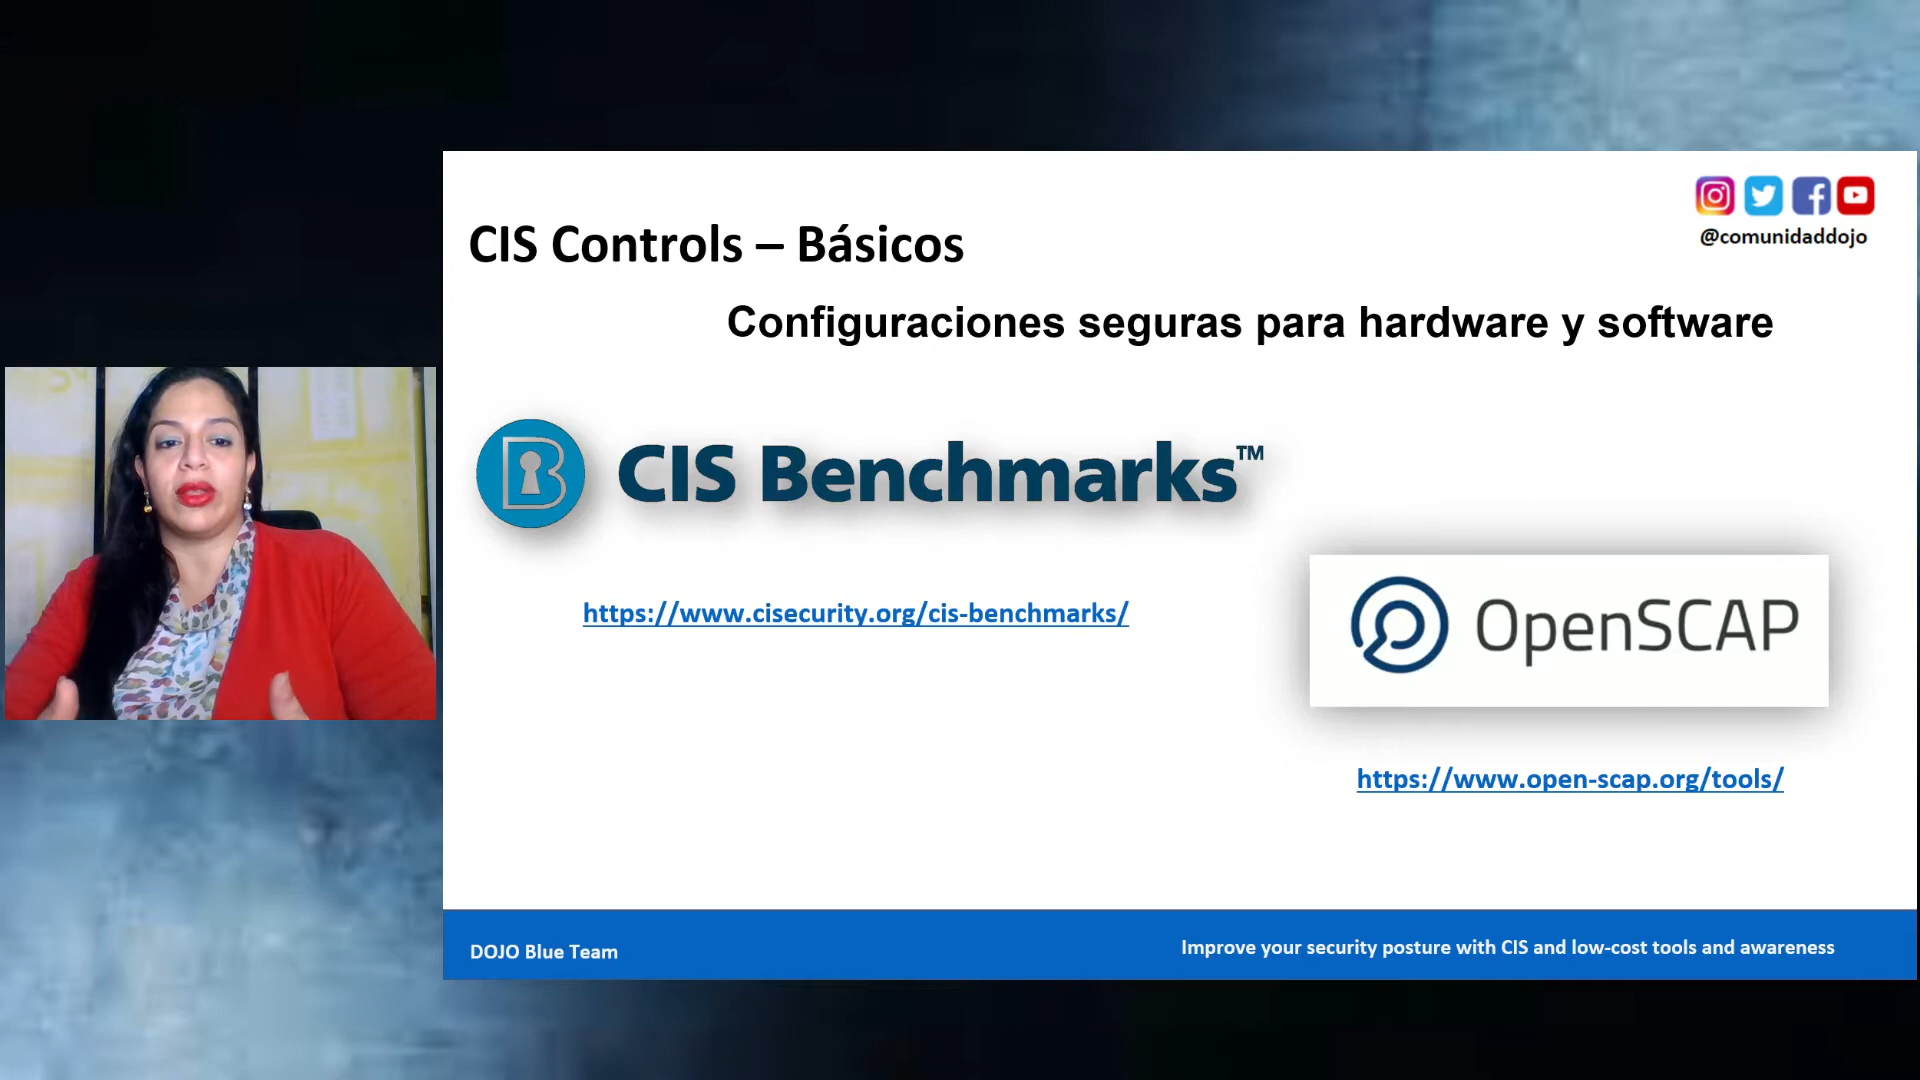 @comunidaddojo
CIS Controls – Básicos
Configuraciones seguras para hardware y software
CIS Benchmarks™
https://www.cisecurity.org/cis-benchmarks/
OpenSCAP
https://www.open-scap.org/tools/
DOJO Blue Team
Improve your security posture with CIS and low-cost tools and awareness